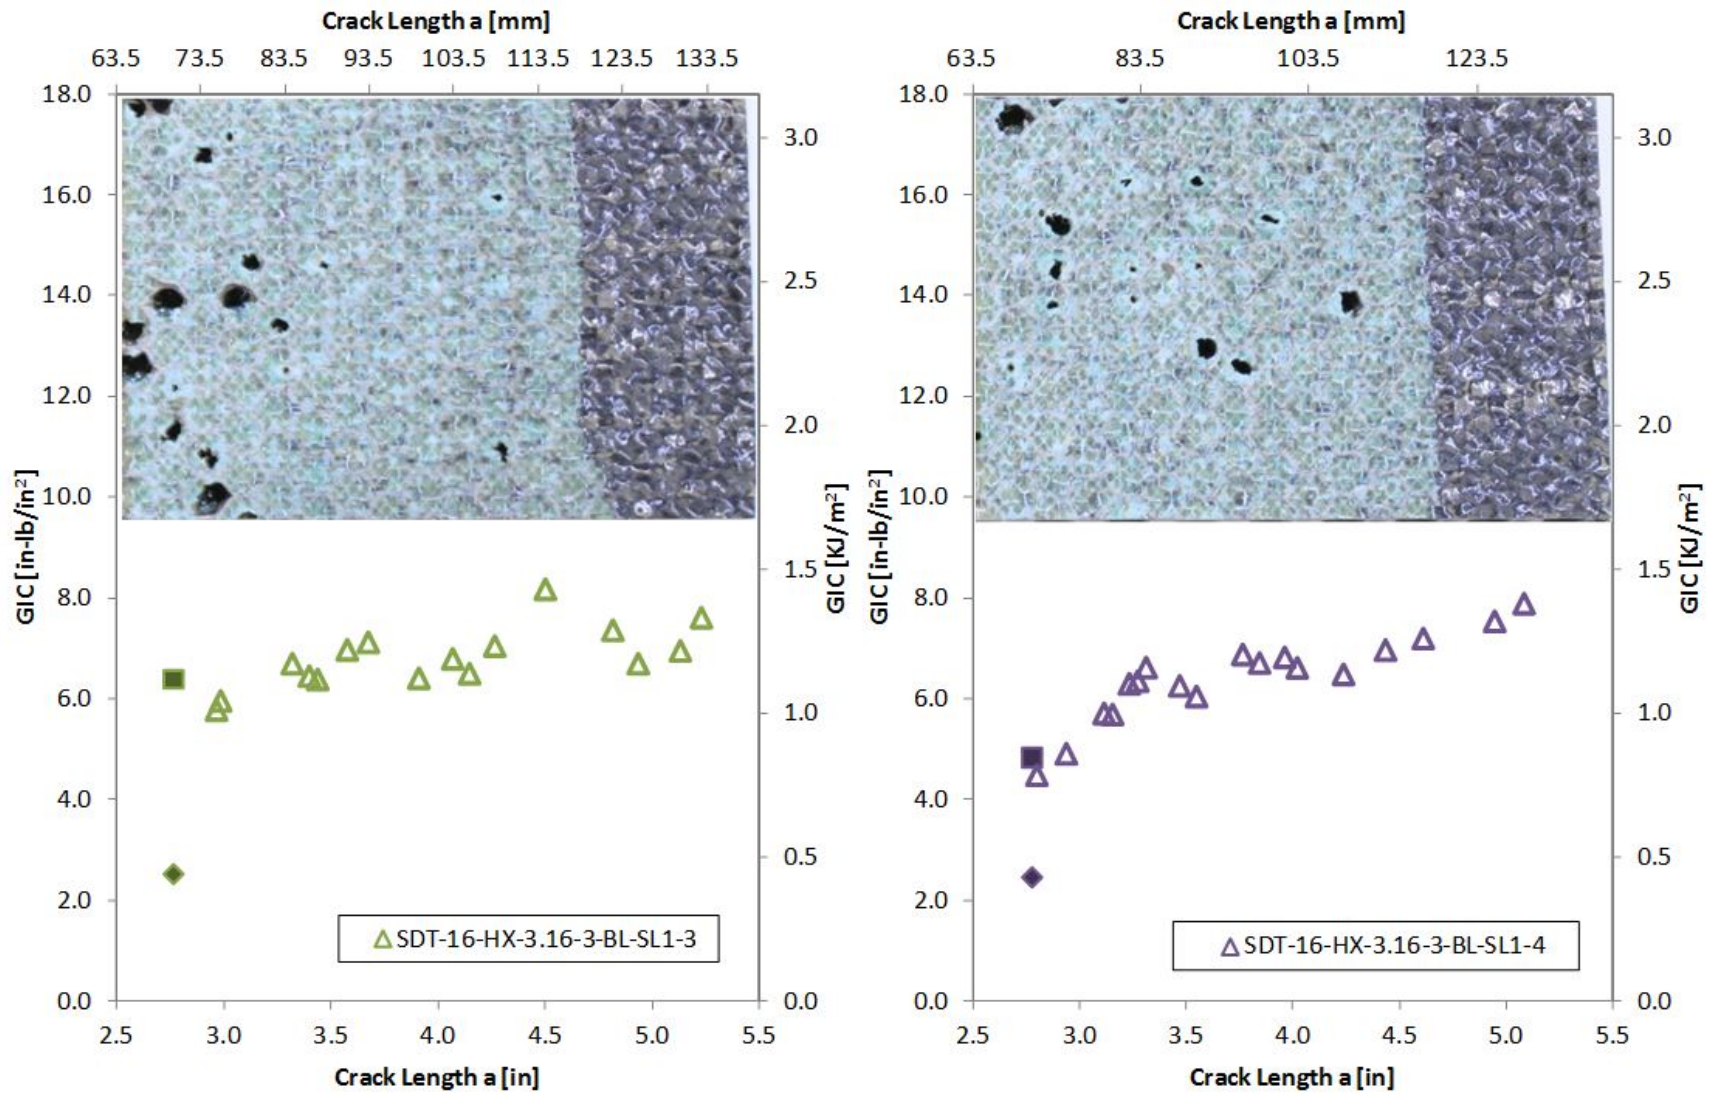 Crack Length a [mm]
63.5 73.5 83.5 93.5 103.5 113.5 123.5 133.5
18.0
16.0
14.0
12.0
10.0
8.0
6.0
4.0
2.0
0.0
GIC [in-lb/in²]
3.0
2.5
2.0
1.5
1.0
0.5
0.0
GIC [KJ/m²]
SDT-16-HX-3.16-3-BL-SL1-3
2.5 3.0 3.5 4.0 4.5 5.0 5.5
Crack Length a [in]
Crack Length a [mm]
63.5 83.5 103.5 123.5
18.0
16.0
14.0
12.0
10.0
8.0
6.0
4.0
2.0
0.0
GIC [in-lb/in²]
3.0
2.5
2.0
1.5
1.0
0.5
0.0
GIC [KJ/m²]
SDT-16-HX-3.16-3-BL-SL1-4
2.5 3.0 3.5 4.0 4.5 5.0 5.5
Crack Length a [in]